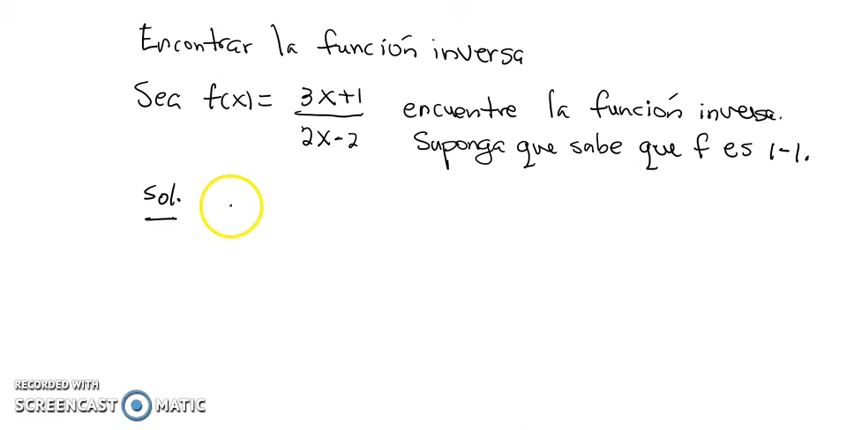 Encontrar la función inversa
Sea f(x) = 3x+1 / 2x-2 encuentre la función inversa.
Suponga que sabe que f es 1-1.
Sol.
RECORDED WITH
SCREENCAST MATIC